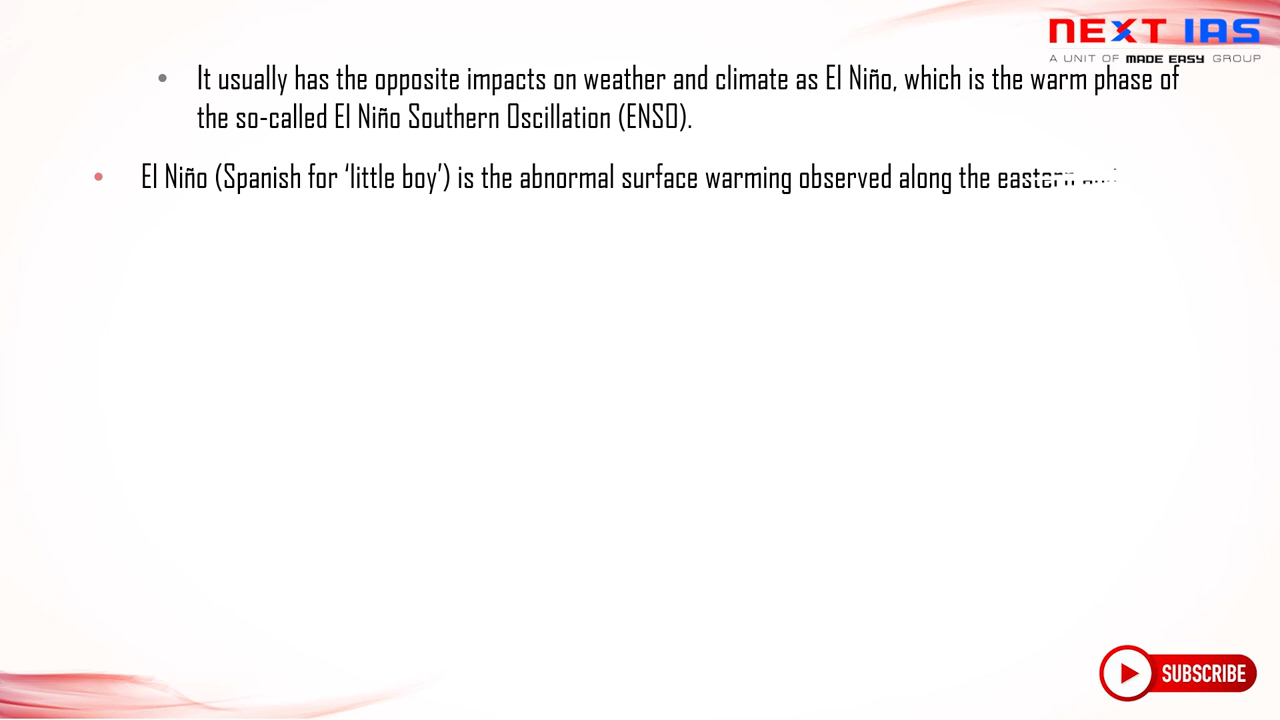 NEXT IAS
A UNIT OF MADE EASY GROUP
• It usually has the opposite impacts on weather and climate as El Niño, which is the warm phase of
the so-called El Niño Southern Oscillation (ENSO).
• El Niño (Spanish for ‘little boy’) is the abnormal surface warming observed along the eastern
SUBSCRIBE